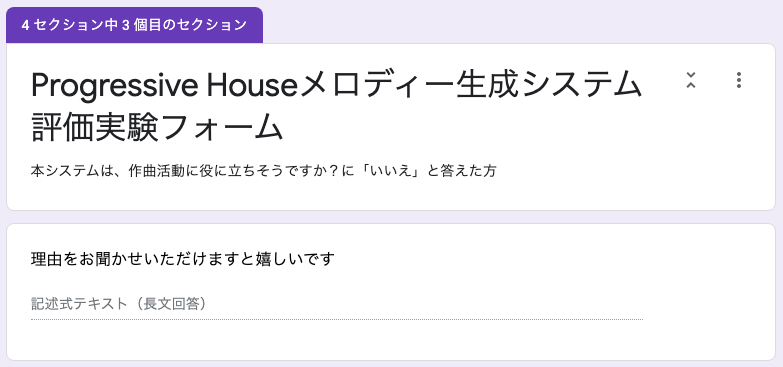 4 セクション中 3 個目のセクション
Progressive Houseメロディー生成システム
評価実験フォーム
本システムは、作曲活動に役に立ちそうですか？に「いいえ」と答えた方
理由をお聞かせいただけますと嬉しいです
記述式テキスト（長文回答）